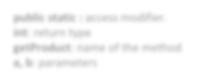 public static : access modifier.
int: return type
getProduct: name of the method
a, b: parameters